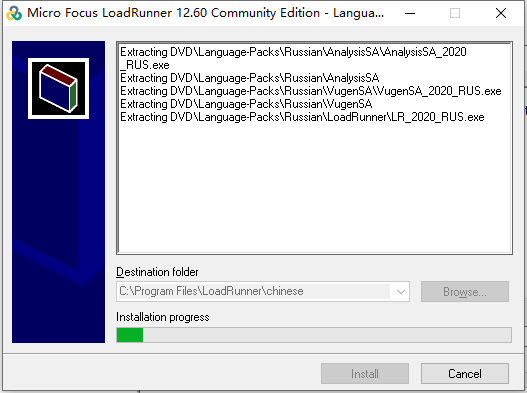 Micro Focus LoadRunner 12.60 Community Edition - Langua...
Extracting DVD\Language-Packs\Russian\AnalysisSA\AnalysisSA_2020
_RUS.exe
Extracting DVD\Language-Packs\Russian\AnalysisSA
Extracting DVD\Language-Packs\Russian\VugenSA\VugenSA_2020_RUS.exe
Extracting DVD\Language-Packs\Russian\VugenSA
Extracting DVD\Language-Packs\Russian\LoadRunner\LR_2020_RUS.exe
Destination folder
C:\Program Files\LoadRunner\chinese
Browse...
Installation progress
Install
Cancel